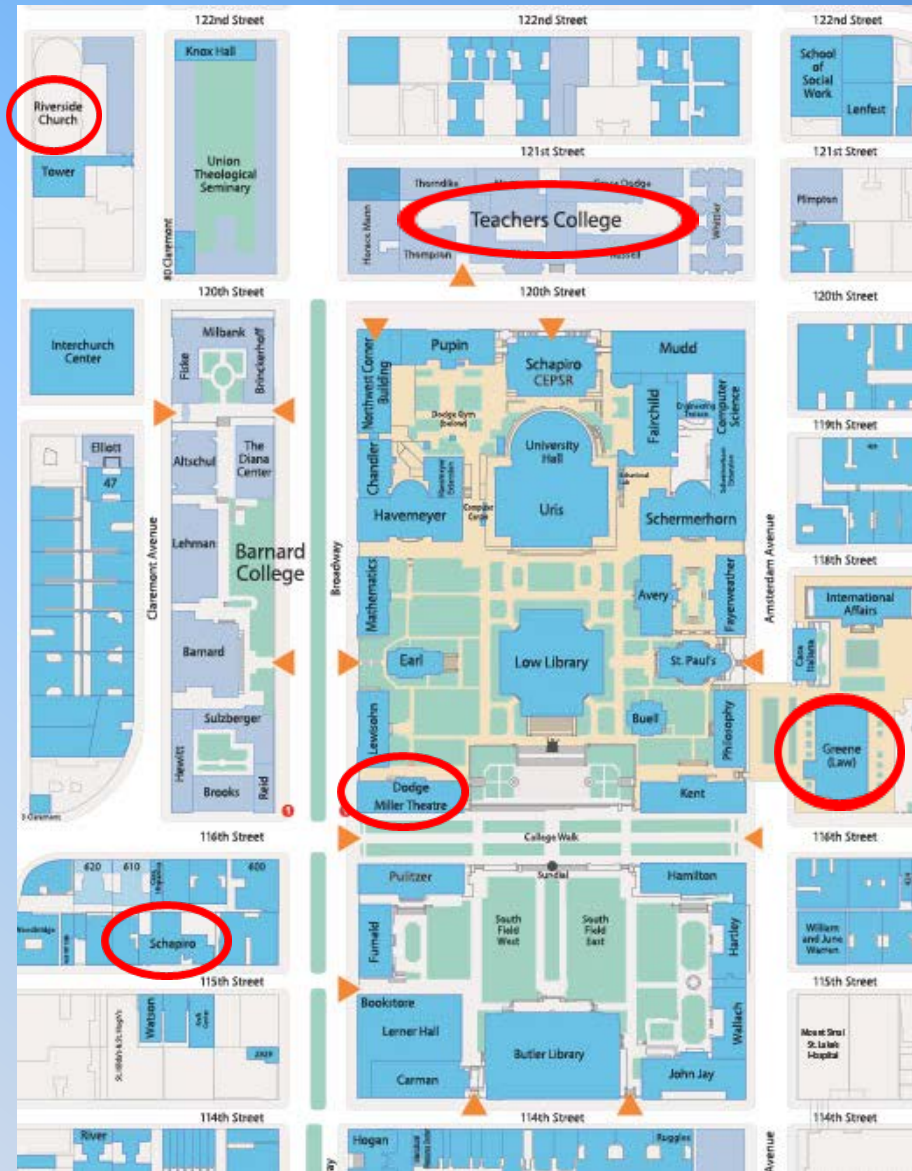 122nd Street
122nd Street
122nd Street
Knox Hall
School
of
Social
Work
Lenfest
Riverside
Church
Tower
Union
Theological
Seminary
80 Claremont
121st Street
121st Street
Thorndike
Grace Dodge
Horace Mann
Teachers College
Whittier
Thompson
Russell
Plimpton
120th Street
120th Street
120th Street
Interchurch
Center
Milbank
Fiske
Brinckerhoff
Northwest Corner
Building
Pupin
Schapiro
CEPSR
Mudd
Fairchild
Computer
Science
Dodge Gym
(below)
119th Street
Elliott
47
Altschul
The
Diana
Center
Chandler
Havemeyer
Extension
University
Hall
Uris
Schermerhorn
Extension
Havemeyer
Computer
Center
Schermerhorn
Claremont Avenue
Lehman
Barnard
College
Broadway
Amsterdam Avenue
118th Street
Mathematics
Avery
Fayerweather
International
Affairs
Barnard
Earl
Low Library
St. Paul's
Casa
Italiana
Sulzberger
Lewisohn
Buell
Philosophy
Greene
(Law)
Hewitt
Brooks
Reid
Dodge
Miller Theatre
Kent
1
116th Street
College Walk
116th Street
620
610
600
Pulitzer
Sundial
Hamilton
Schapiro
Furnald
South
Field
West
South
Field
East
Hartley
William
and June
Warren
115th Street
115th Street
Bookstore
Watson
Lerner Hall
Butler Library
Wallach
Carman
John Jay
114th Street
114th Street
114th Street
River
Hogan
Ruggles